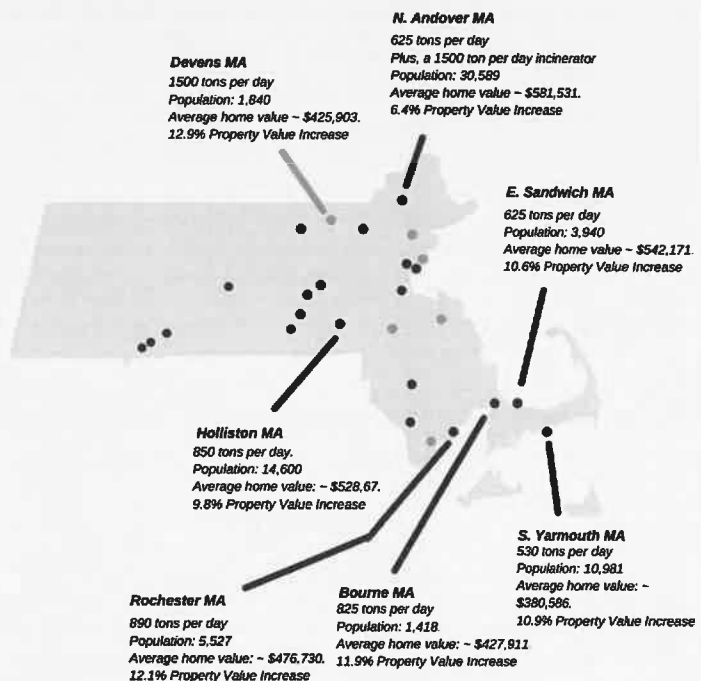 N. Andover MA
625 tons per day
Plus, a 1500 ton per day incinerator
Population: 30,589
Average home value ~ $581,531.
6.4% Property Value Increase
Devens MA
1500 tons per day
Population: 1,840
Average home value ~ $425,903.
12.9% Property Value Increase
E. Sandwich MA
625 tons per day
Population: 3,940
Average home value ~ $542,171.
10.6% Property Value Increase
Holliston MA
850 tons per day.
Population: 14,600
Average home value: ~ $528,67.
9.8% Property Value Increase
S. Yarmouth MA
530 tons per day
Population: 10,981
Average home value: ~
$380,586.
10.9% Property Value Increase
Rochester MA
890 tons per day
Population: 5,527
Average home value: ~ $476,730.
12.1% Property Value Increase
Bourne MA
825 tons per day
Population: 1,418.
Average home value: ~ $427,911
11.9% Property Value Increase